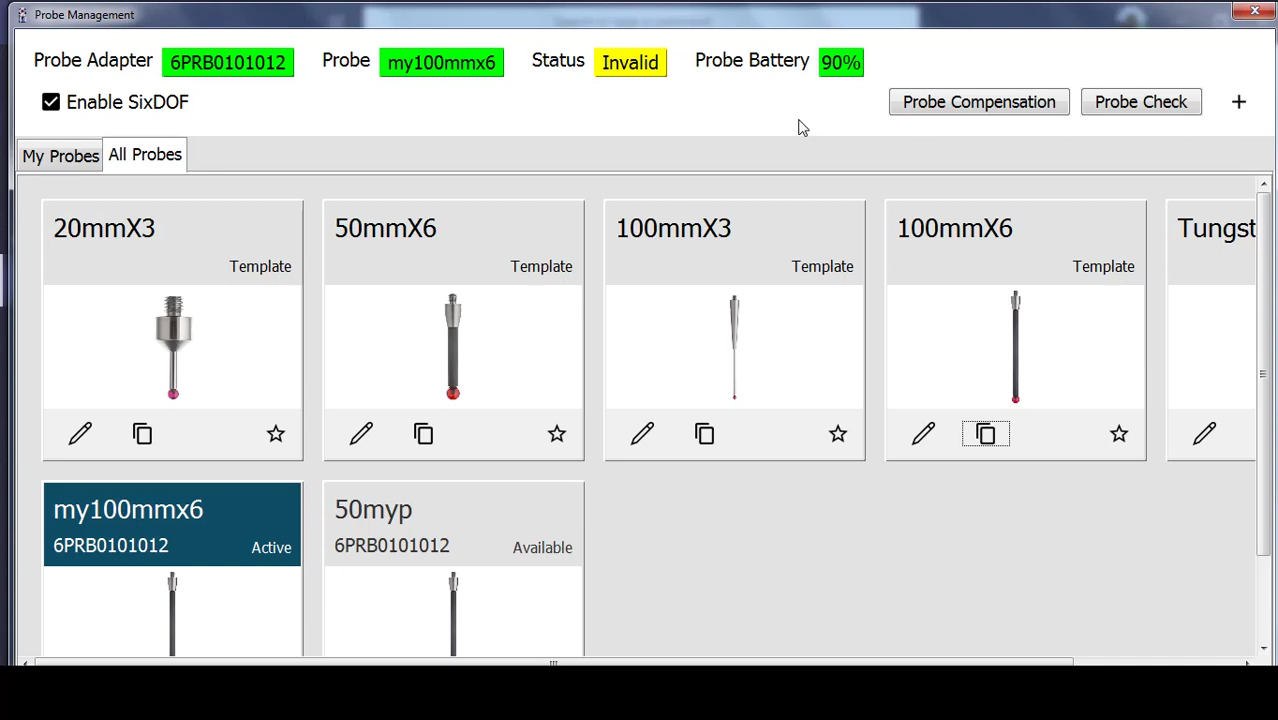 Probe Management
Probe Adapter 6PRB0101012 Probe my100mmx6 Status Invalid Probe Battery 90%
Enable SixDOF Probe Compensation Probe Check +
My Probes All Probes
20mmX3 50mmX6 100mmX3 100mmX6 Tungst
Template Template Template Template
my100mmx6 50myp
6PRB0101012 Active 6PRB0101012 Available